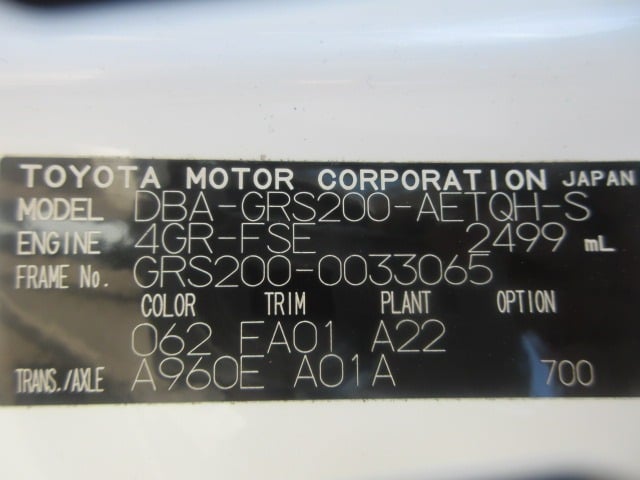 TOYOTA MOTOR CORPORATION JAPAN
MODEL DBA-GRS200-AETQH-S
ENGINE 4GR-FSE 2499 mL
FRAME No. GRS200-0033065
COLOR TRIM PLANT OPTION
062 FA01 A22
TRANS./AXLE A960E A01A 700